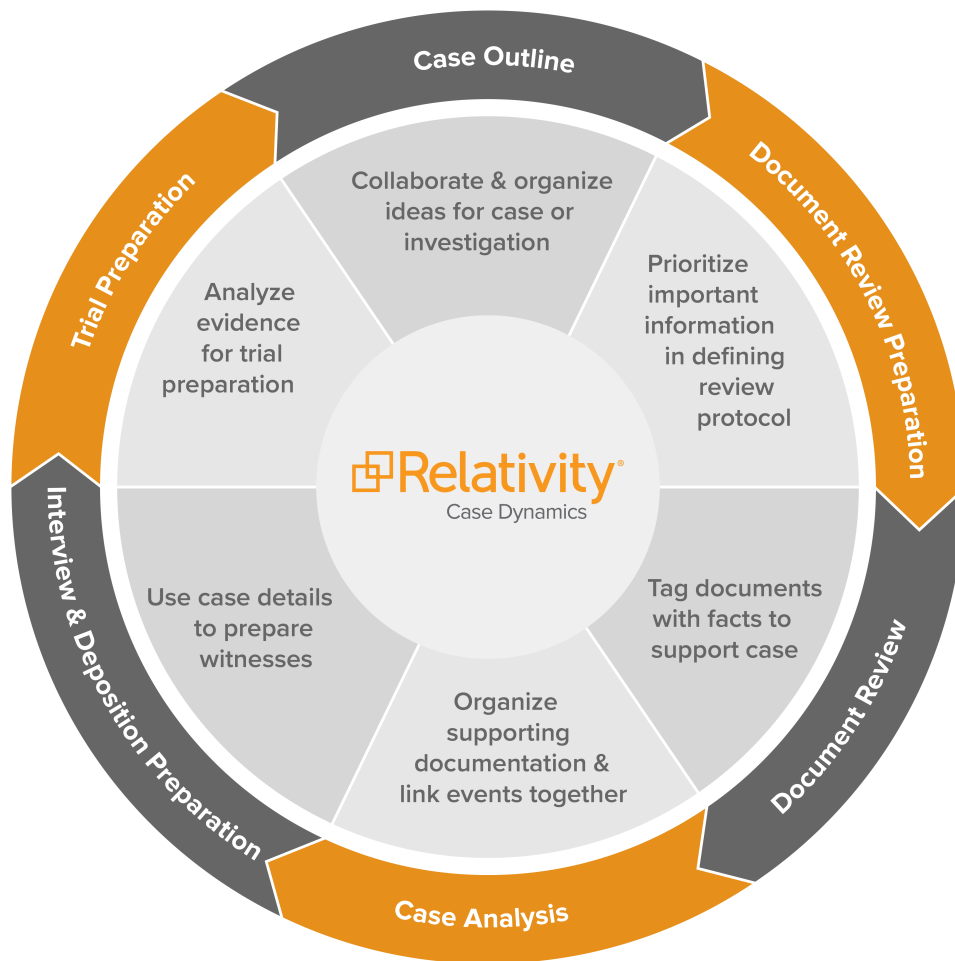 Case Outline
Collaborate & organize
ideas for case or
investigation
Document Review Preparation
Prioritize
important
information
in defining
review
protocol
Document Review
Tag documents
with facts to
support case
Case Analysis
Organize
supporting
documentation &
link events together
Interview & Deposition Preparation
Use case details
to prepare
witnesses
Trial Preparation
Analyze
evidence
for trial
preparation
Relativity®
Case Dynamics